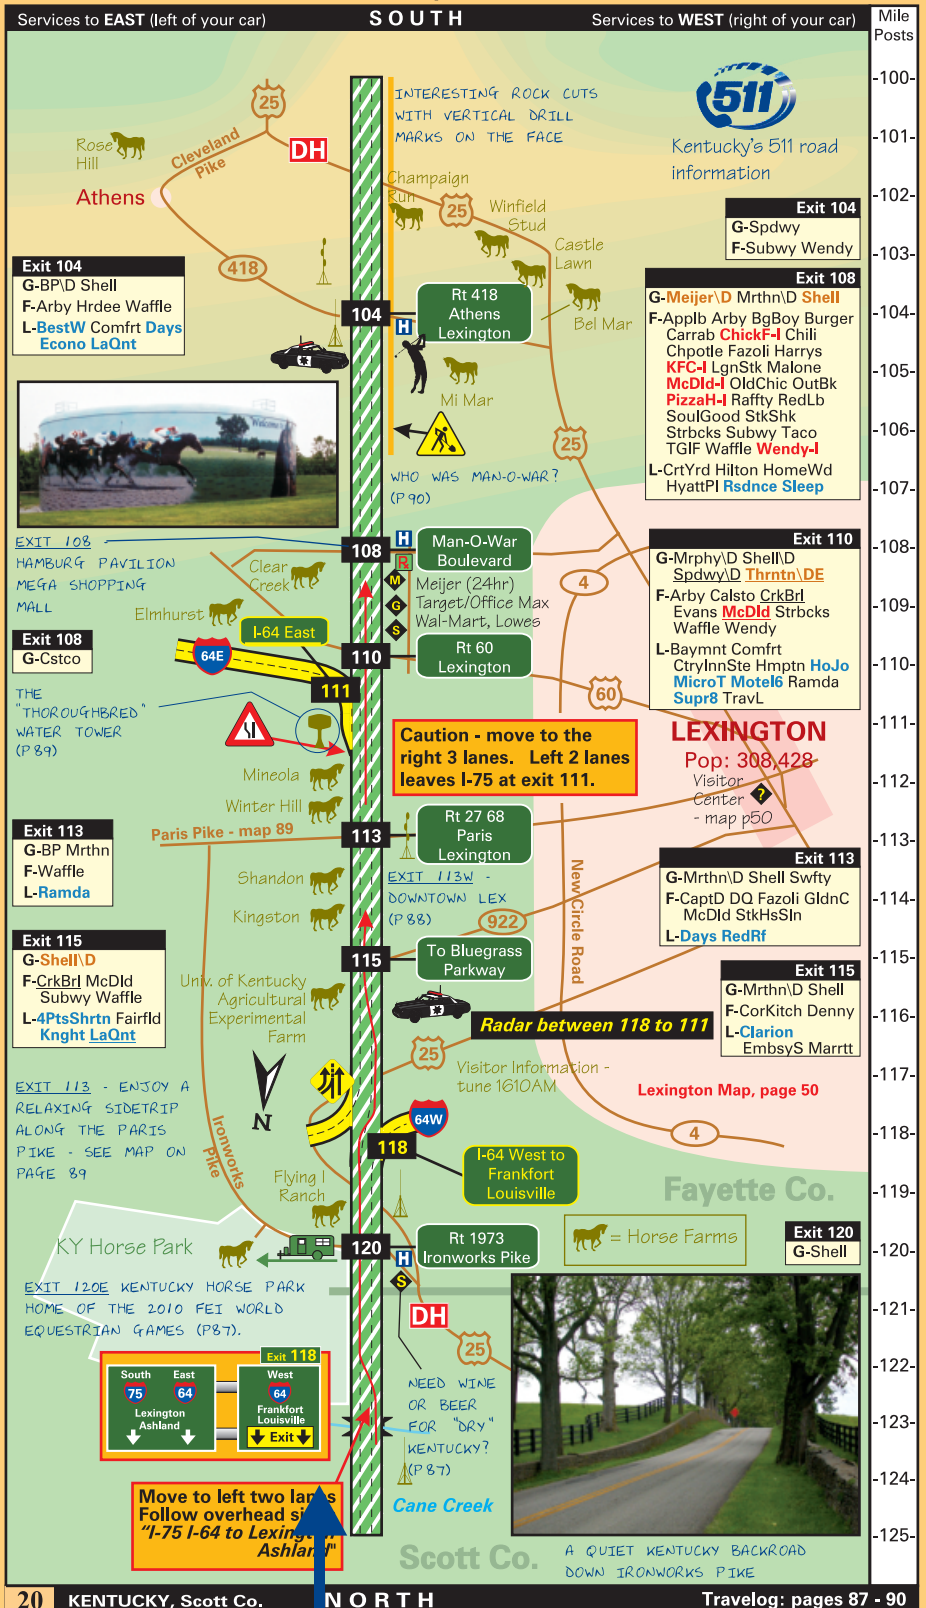 Services to EAST (left of your car)
SOUTH
Services to WEST (right of your car)
Mile
Posts
-100-
-101-
-102-
-103-
-104-
-105-
-106-
-107-
-108-
-109-
-110-
-111-
-112-
-113-
-114-
-115-
-116-
-117-
-118-
-119-
-120-
-121-
-122-
-123-
-124-
-125-
25
Rose
Hill
Cleveland
Pike
DH
Athens
418
INTERESTING ROCK CUTS
WITH VERTICAL DRILL
MARKS ON THE FACE
511
Kentucky's 511 road
information
Champaign
Run
25
Winfield
Stud
Castle
Lawn
Bel Mar
Exit 104
G-Spdwy
F-Subwy Wendy
Exit 104
G-BP\D Shell
F-Arby Hrdee Waffle
L-BestW Comfrt Days
Econo LaQnt
104
H
Rt 418
Athens
Lexington
Mi Mar
25
Exit 108
G-Meijer\D Mrthn\D Shell
F-Applb Arby BgBoy Burger
Carrab ChickF-I Chili
Chpotle Fazoli Harrys
KFC-I LgnStk Malone
McDld-I OldChic OutBk
PizzaH-I Raffty RedLb
SoulGood StkShk
Strbcks Subwy Taco
TGIF Waffle Wendy-I
L-CrtYrd Hilton HomeWd
HyattPl Rsdnce Sleep
WHO WAS MAN-O-WAR?
(P90)
EXIT 108
HAMBURG PAVILION
MEGA SHOPPING
MALL
Clear
Creek
Elmhurst
108
H
R
Man-O-War
Boulevard
M
G
S
Meijer (24hr)
Target/Office Max
Wal-Mart, Lowes
4
Exit 110
G-Mrphy\D Shell\D
Spdwy\D Thrntn\DE
F-Arby Calsto CrkBrl
Evans McDld Strbcks
Waffle Wendy
L-Baymnt Comfrt
CtryInnSte Hmptn HoJo
MicroT Motel6 Ramda
Supr8 TravL
Exit 108
G-Cstco
I-64 East
64E
110
Rt 60
Lexington
111
60
THE
"THOROUGHBRED"
WATER TOWER
(P89)
Caution - move to the
right 3 lanes. Left 2 lanes
leaves I-75 at exit 111.
LEXINGTON
Pop: 308,428
Visitor
Center
- map p50
?
Mineola
Winter Hill
Paris Pike - map 89
113
Rt 27 68
Paris
Lexington
Exit 113
G-BP Mrthn
F-Waffle
L-Ramda
Shandon
Kingston
EXIT 113W -
DOWNTOWN LEX
(P88)
922
New Circle Road
Exit 113
G-Mrthn\D Shell Swfty
F-CaptD DQ Fazoli GldnC
McDld StkHsSln
L-Days RedRf
Exit 115
G-Shell\D
F-CrkBrl McDld
Subwy Waffle
L-4PtsShrtn Fairfld
Knght LaQnt
115
To Bluegrass
Parkway
Univ. of Kentucky
Agricultural
Experimental
Farm
Exit 115
G-Mrthn\D Shell
F-CorKitch Denny
L-Clarion
EmbsyS Marrtt
Radar between 118 to 111
25
Visitor Information -
tune 1610AM
Lexington Map, page 50
EXIT 113 - ENJOY A
RELAXING SIDETRIP
ALONG THE PARIS
PIKE - SEE MAP ON
PAGE 89
N
Ironworks
Pike
64W
118
I-64 West to
Frankfort
Louisville
4
Flying I
Ranch
Fayette Co.
KY Horse Park
120
H
S
Rt 1973
Ironworks Pike
= Horse Farms
Exit 120
G-Shell
EXIT 120E KENTUCKY HORSE PARK
HOME OF THE 2010 FEI WORLD
EQUESTRIAN GAMES (P87).
DH
25
Exit 118
South
75
East
64
Lexington
Ashland
West
64
Frankfort
Louisville
Exit
NEED WINE
OR BEER
FOR "DRY"
KENTUCKY?
(P87)
Cane Creek
Move to left two lanes
Follow overhead si
"I-75 I-64 to Lexington
Ashland"
Scott Co.
A QUIET KENTUCKY BACKROAD
DOWN IRONWORKS PIKE
20
KENTUCKY, Scott Co.
NORTH
Travelog: pages 87 - 90